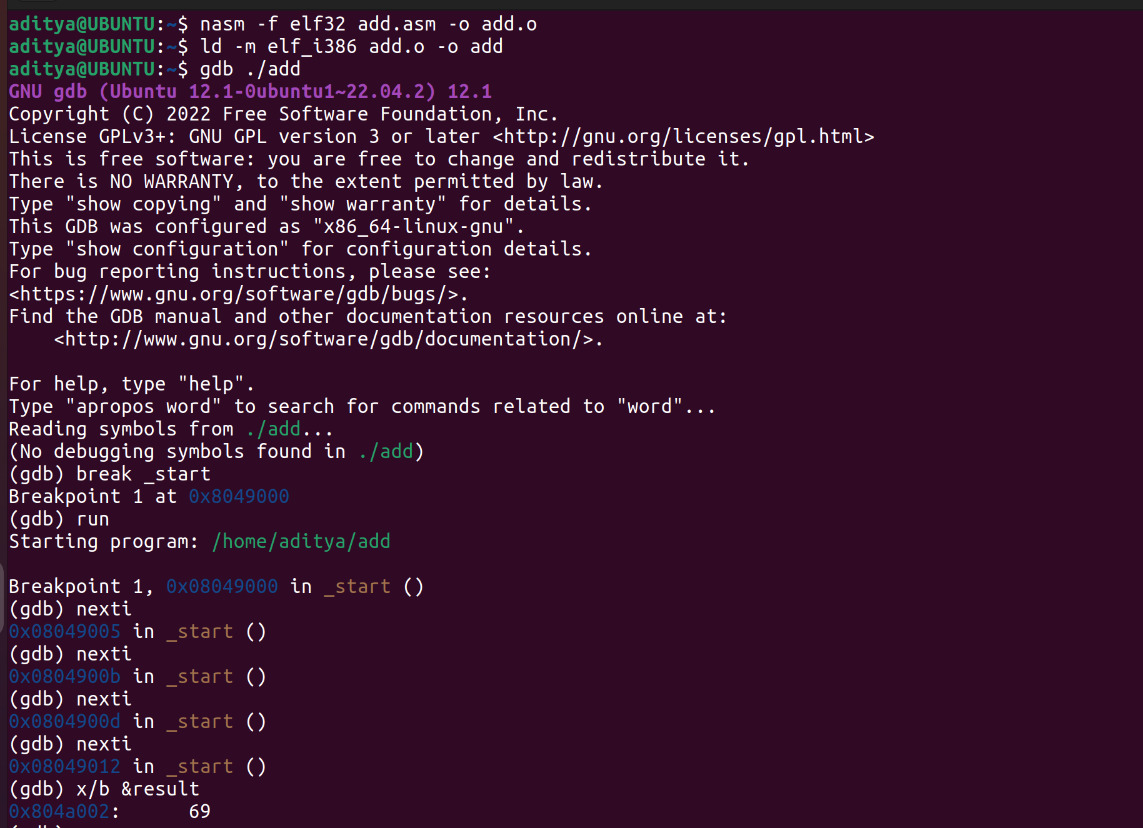 aditya@UBUNTU:~$ nasm -f elf32 add.asm -o add.o
aditya@UBUNTU:~$ ld -m elf_i386 add.o -o add
aditya@UBUNTU:~$ gdb ./add
GNU gdb (Ubuntu 12.1-0ubuntu1~22.04.2) 12.1
Copyright (C) 2022 Free Software Foundation, Inc.
License GPLv3+: GNU GPL version 3 or later <http://gnu.org/licenses/gpl.html>
This is free software: you are free to change and redistribute it.
There is NO WARRANTY, to the extent permitted by law.
Type "show copying" and "show warranty" for details.
This GDB was configured as "x86_64-linux-gnu".
Type "show configuration" for configuration details.
For bug reporting instructions, please see:
<https://www.gnu.org/software/gdb/bugs/>.
Find the GDB manual and other documentation resources online at:
    <http://www.gnu.org/software/gdb/documentation/>.

For help, type "help".
Type "apropos word" to search for commands related to "word"...
Reading symbols from ./add...
(No debugging symbols found in ./add)
(gdb) break _start
Breakpoint 1 at 0x8049000
(gdb) run
Starting program: /home/aditya/add

Breakpoint 1, 0x08049000 in _start ()
(gdb) nexti
0x08049005 in _start ()
(gdb) nexti
0x0804900b in _start ()
(gdb) nexti
0x0804900d in _start ()
(gdb) nexti
0x08049012 in _start ()
(gdb) x/b &result
0x804a002:      69